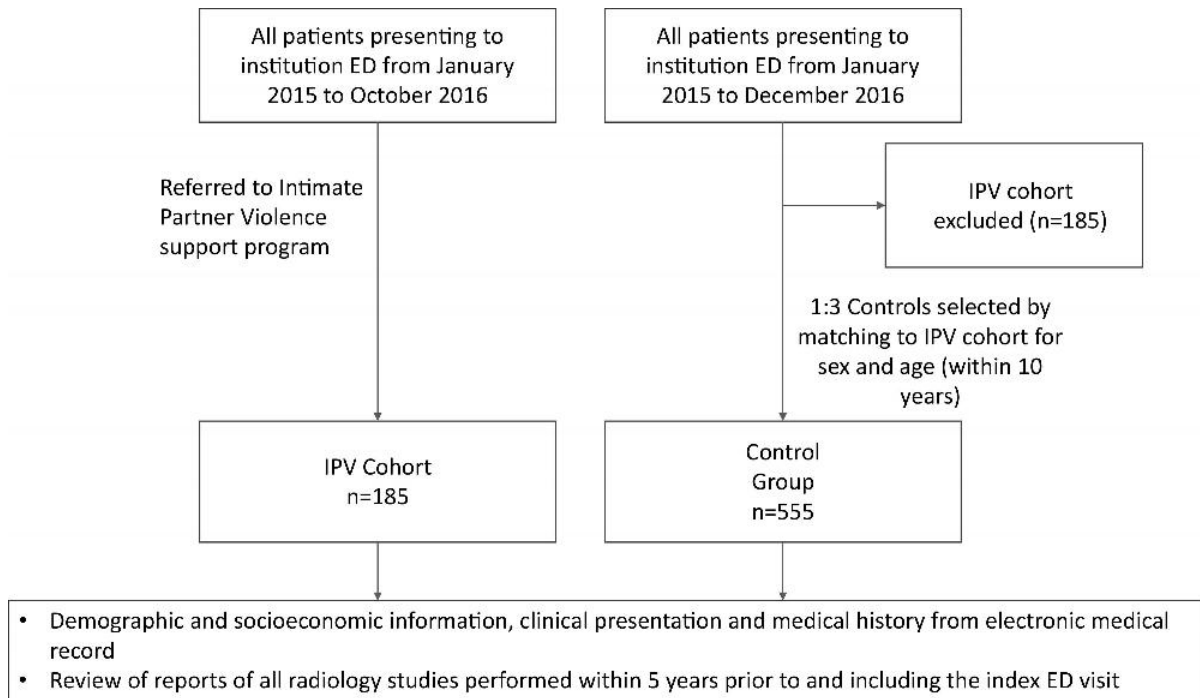 All patients presenting to
institution ED from January
2015 to October 2016
All patients presenting to
institution ED from January
2015 to December 2016
Referred to Intimate
Partner Violence
support program
IPV cohort
excluded (n=185)
1:3 Controls selected by
matching to IPV cohort for
sex and age (within 10
years)
IPV Cohort
n=185
Control
Group
n=555
• Demographic and socioeconomic information, clinical presentation and medical history from electronic medical
record
• Review of reports of all radiology studies performed within 5 years prior to and including the index ED visit